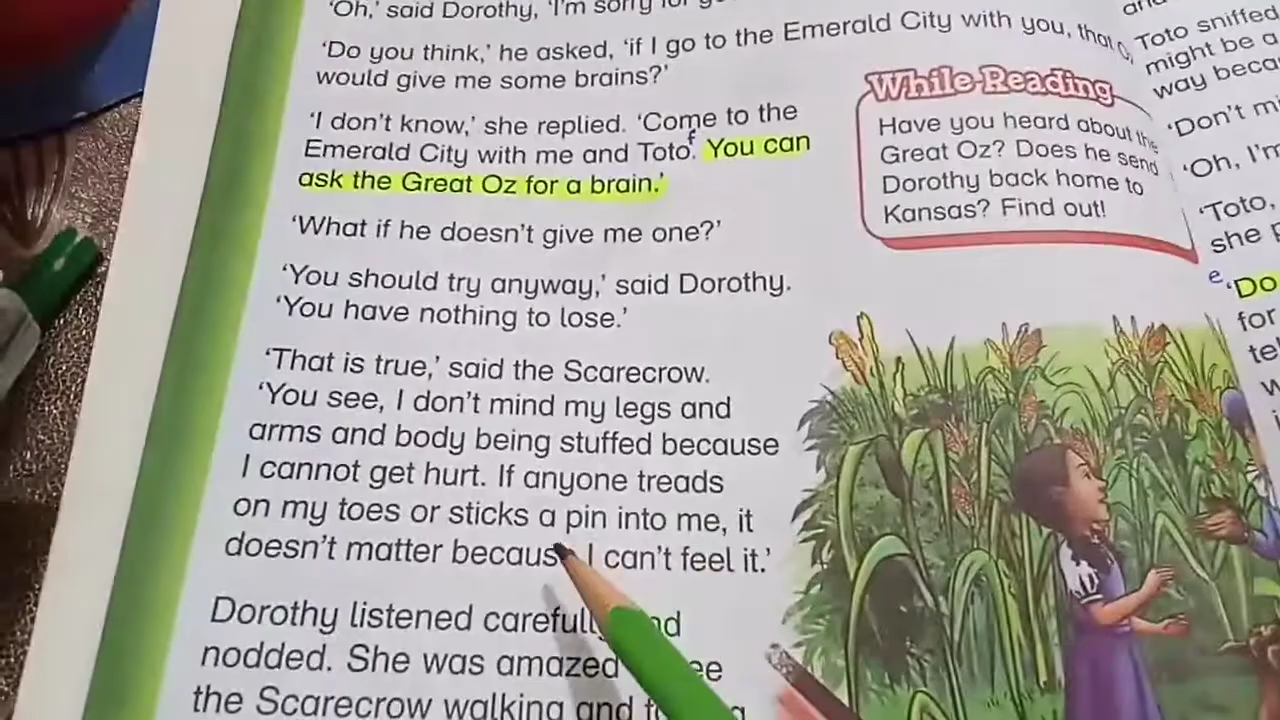 'Oh,' said Dorothy, 'I'm sorry for
'Do you think,' he asked, 'if I go to the Emerald City with you, that
would give me some brains?'
'I don't know,' she replied. 'Come to the
Emerald City with me and Toto. You can
f
ask the Great Oz for a brain.'
'What if he doesn't give me one?'
'You should try anyway,' said Dorothy.
'You have nothing to lose.'
'That is true,' said the Scarecrow.
'You see, I don't mind my legs and
arms and body being stuffed because
I cannot get hurt. If anyone treads
on my toes or sticks a pin into me, it
doesn't matter becaus I can't feel it.'
Dorothy listened carefull nd
nodded. She was amazed ee
the Scarecrow walking and
While Reading
Have you heard about the
Great Oz? Does he send
Dorothy back home to
Kansas? Find out!
Toto sniffed
might be a
way beca
'Don't mi
'Oh, I'm
'Toto,
she p
e
'Do
for
tel